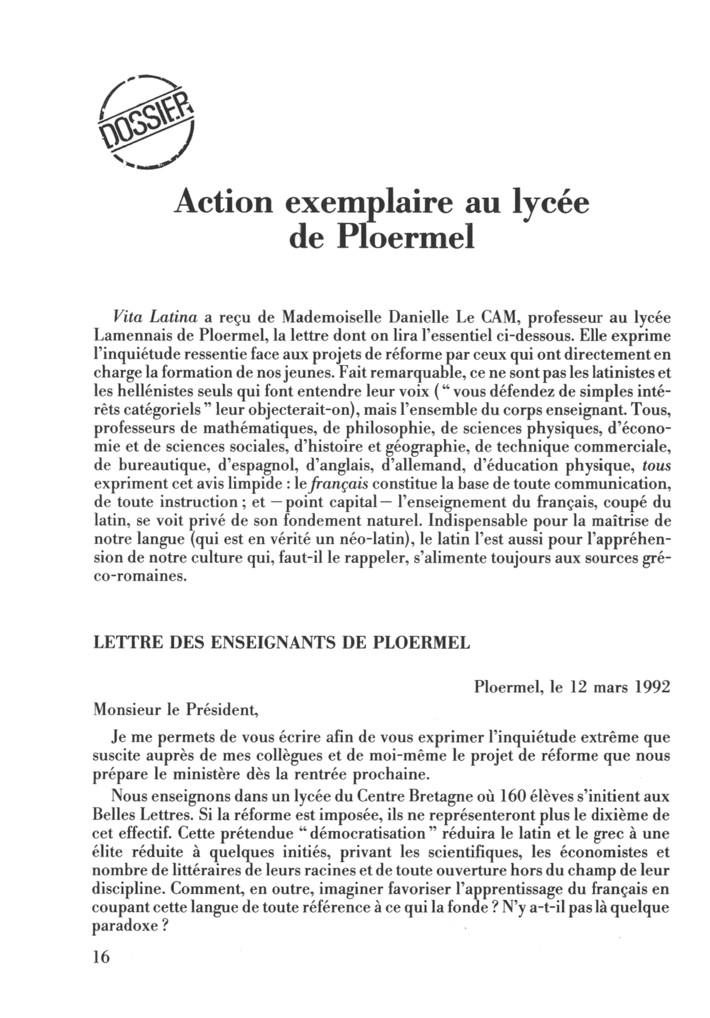 DOSSIER
Action exemplaire au lycée
de Ploermel
Vita Latina a reçu de Mademoiselle Danielle Le CAM, professeur au lycée
Lamennais de Ploermel, la lettre dont on lira l'essentiel ci-dessous. Elle exprime
l'inquiétude ressentie face aux projets de réforme par ceux qui ont directement en
charge la formation de nos jeunes. Fait remarquable, ce ne sont pas les latinistes et
les hellénistes seuls qui font entendre leur voix (“ vous défendez de simples inté-
rêts catégoriels ” leur objecterait-on), mais l'ensemble du corps enseignant. Tous,
professeurs de mathématiques, de philosophie, de sciences physiques, d'écono-
mie et de sciences sociales, d'histoire et géographie, de technique commerciale,
de bureautique, d'espagnol, d'anglais, d'allemand, d'éducation physique, tous
expriment cet avis limpide : le français constitue la base de toute communication,
de toute instruction ; et — point capital — l'enseignement du français, coupé du
latin, se voit privé de son fondement naturel. Indispensable pour la maîtrise de
notre langue (qui est en vérité un néo-latin), le latin l'est aussi pour l'appréhen-
sion de notre culture qui, faut-il le rappeler, s'alimente toujours aux sources gré-
co-romaines.
LETTRE DES ENSEIGNANTS DE PLOERMEL
Ploermel, le 12 mars 1992
Monsieur le Président,
Je me permets de vous écrire afin de vous exprimer l'inquiétude extrême que
suscite auprès de mes collègues et de moi-même le projet de réforme que nous
prépare le ministère dès la rentrée prochaine.
Nous enseignons dans un lycée du Centre Bretagne où 160 élèves s'initient aux
Belles Lettres. Si la réforme est imposée, ils ne représenteront plus le dixième de
cet effectif. Cette prétendue “ démocratisation ” réduira le latin et le grec à une
élite réduite à quelques initiés, privant les scientifiques, les économistes et
nombre de littéraires de leurs racines et de toute ouverture hors du champ de leur
discipline. Comment, en outre, imaginer favoriser l'apprentissage du français en
coupant cette langue de toute référence à ce qui la fonde ? N'y a-t-il pas là quelque
paradoxe ?
16